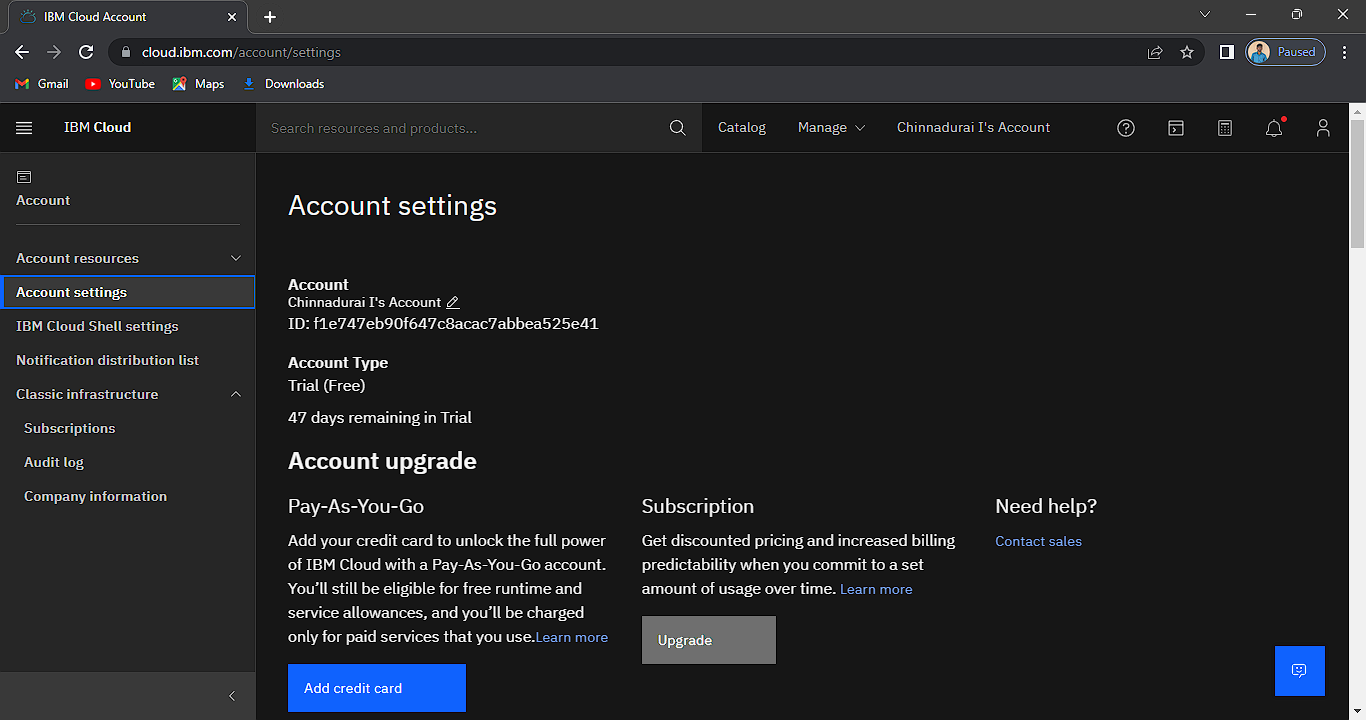 IBM Cloud Account
cloud.ibm.com/account/settings
Paused
Gmail
YouTube
Maps
Downloads
IBM Cloud
Search resources and products...
Catalog
Manage
Chinnadurai I's Account
Account
Account resources
Account settings
IBM Cloud Shell settings
Notification distribution list
Classic infrastructure
Subscriptions
Audit log
Company information
Account settings
Account
Chinnadurai I's Account
ID: f1e747eb90f647c8acac7abbea525e41
Account Type
Trial (Free)
47 days remaining in Trial
Account upgrade
Pay-As-You-Go
Add your credit card to unlock the full power
of IBM Cloud with a Pay-As-You-Go account.
You’ll still be eligible for free runtime and
service allowances, and you’ll be charged
only for paid services that you use.Learn more
Add credit card
Subscription
Get discounted pricing and increased billing
predictability when you commit to a set
amount of usage over time. Learn more
Upgrade
Need help?
Contact sales